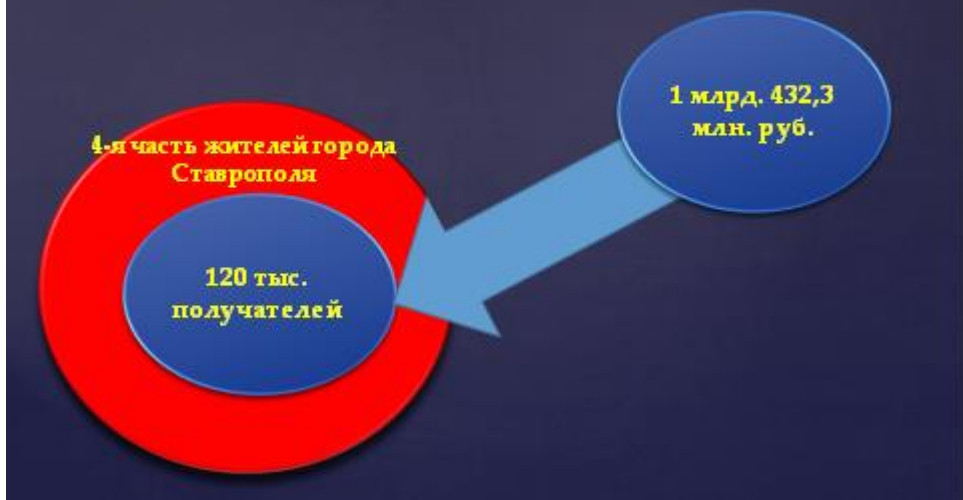 1 млрд. 432,3
млн. руб.
4-я часть жителей города
Ставрополя
120 тыс.
получателей